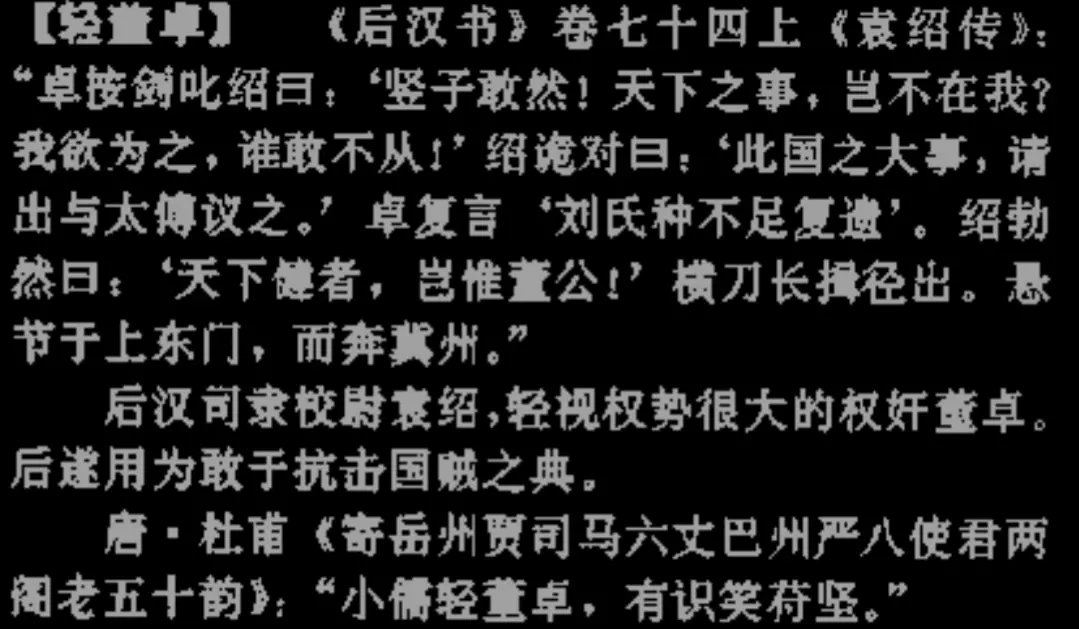 【轻董卓】 《后汉书》卷七十四上《袁绍传》：
“卓按剑叱绍曰：‘竖子敢然！天下之事，岂不在我？
我欲为之，谁敢不从！’绍诡对曰：‘此国之大事，请
出与太傅议之。’卓复言‘刘氏种不足复遗’。绍勃
然曰：‘天下健者，岂惟董公！’横刀长揖径出。悬
节于上东门，而奔冀州。”
后汉司隶校尉袁绍，轻视权势很大的权奸董卓。
后遂用为敢于抗击国贼之典。
唐·杜甫《寄岳州贾司马六丈巴州严八使君两
阁老五十韵》：“小儒轻董卓，有识笑苻坚。”